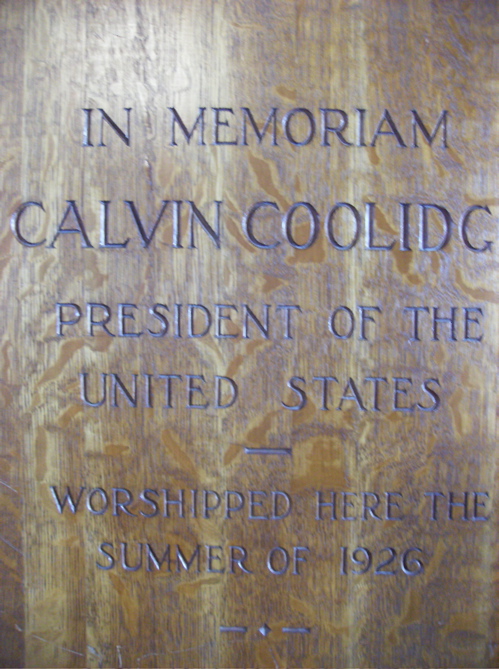 IN MEMORIAM
CALVIN COOLIDG
PRESIDENT OF THE
UNITED STATES
WORSHIPPED HERE THE
SUMMER OF 1926